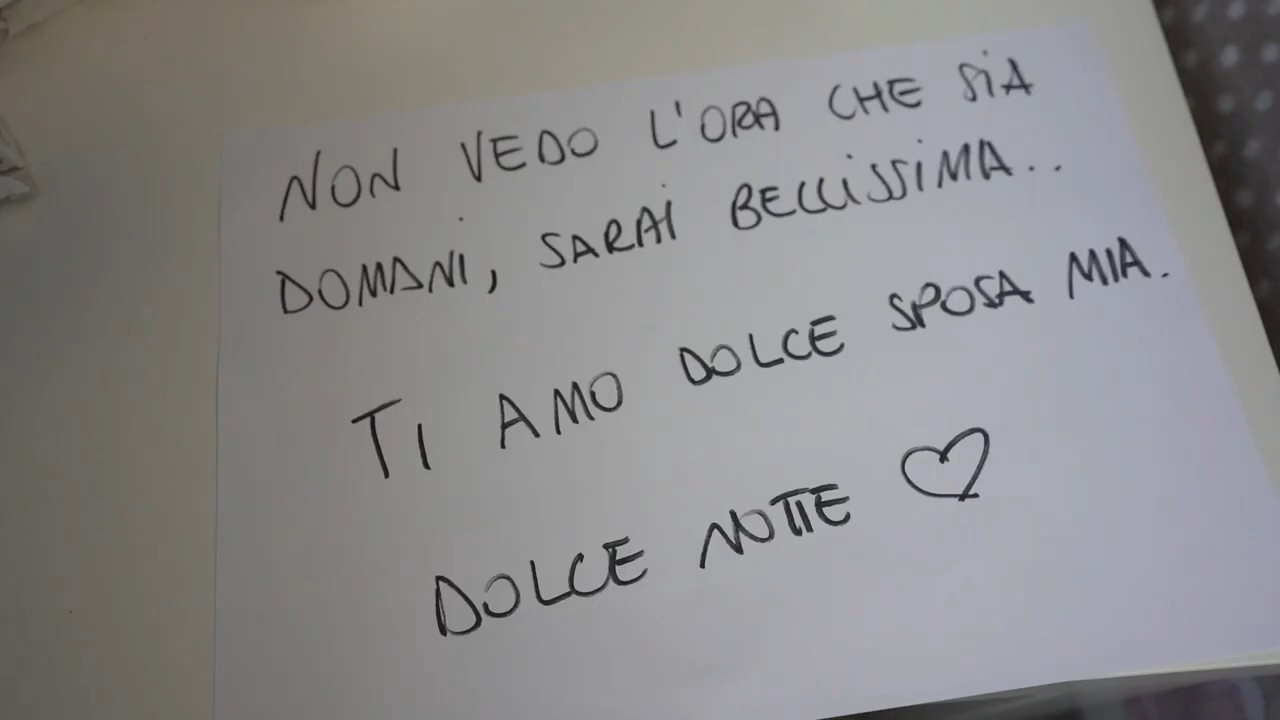 NON VEDO L'ORA CHE SIA
DOMANI, SARAI BELLISSIMA..
TI AMO DOLCE SPOSA MIA.
DOLCE NOTTE ♡